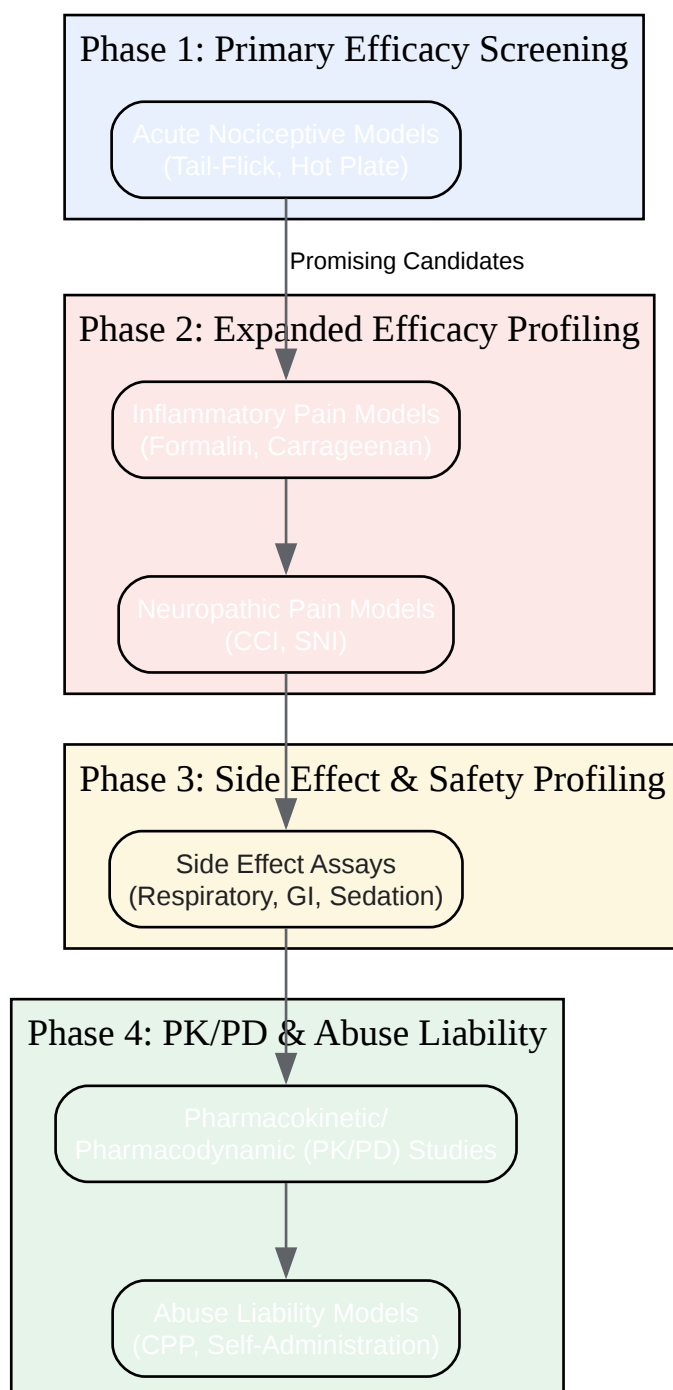 Phase 1: Primary Efficacy Screening
Acute Nociceptive Models
(Tail-Flick, Hot Plate)
Promising Candidates
Phase 2: Expanded Efficacy Profiling
Inflammatory Pain Models
(Formalin, Carrageenan)
Neuropathic Pain Models
(CCI, SNI)
Phase 3: Side Effect & Safety Profiling
Side Effect Assays
(Respiratory, GI, Sedation)
Phase 4: PK/PD & Abuse Liability
Pharmacokinetic/
Pharmacodynamic (PK/PD) Studies
Abuse Liability Models
(CPP, Self-Administration)